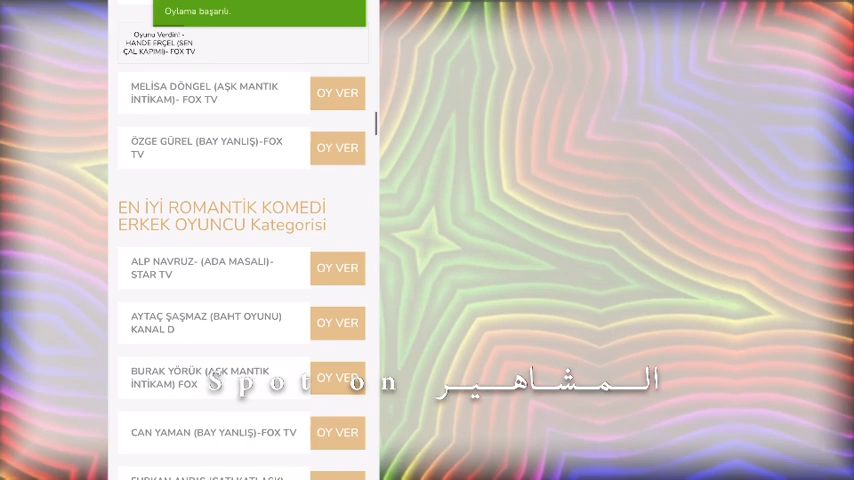 Oylama başarılı.
Oyunu Verdin! -
HANDE ERÇEL (SEN
ÇAL KAPIMI)- FOX TV
MELİSA DÖNGEL (AŞK MANTIK
İNTİKAM)- FOX TV
OY VER
ÖZGE GÜREL (BAY YANLIŞ)-FOX
TV
OY VER
EN İYİ ROMANTİK KOMEDİ
ERKEK OYUNCU Kategorisi
ALP NAVRUZ- (ADA MASALI)-
STAR TV
OY VER
AYTAÇ ŞAŞMAZ (BAHT OYUNU)
KANAL D
OY VER
BURAK YÖRÜK (AŞK MANTIK
İNTİKAM) FOX
OY VER
Spot on المشاهير
CAN YAMAN (BAY YANLIŞ)-FOX TV
OY VER